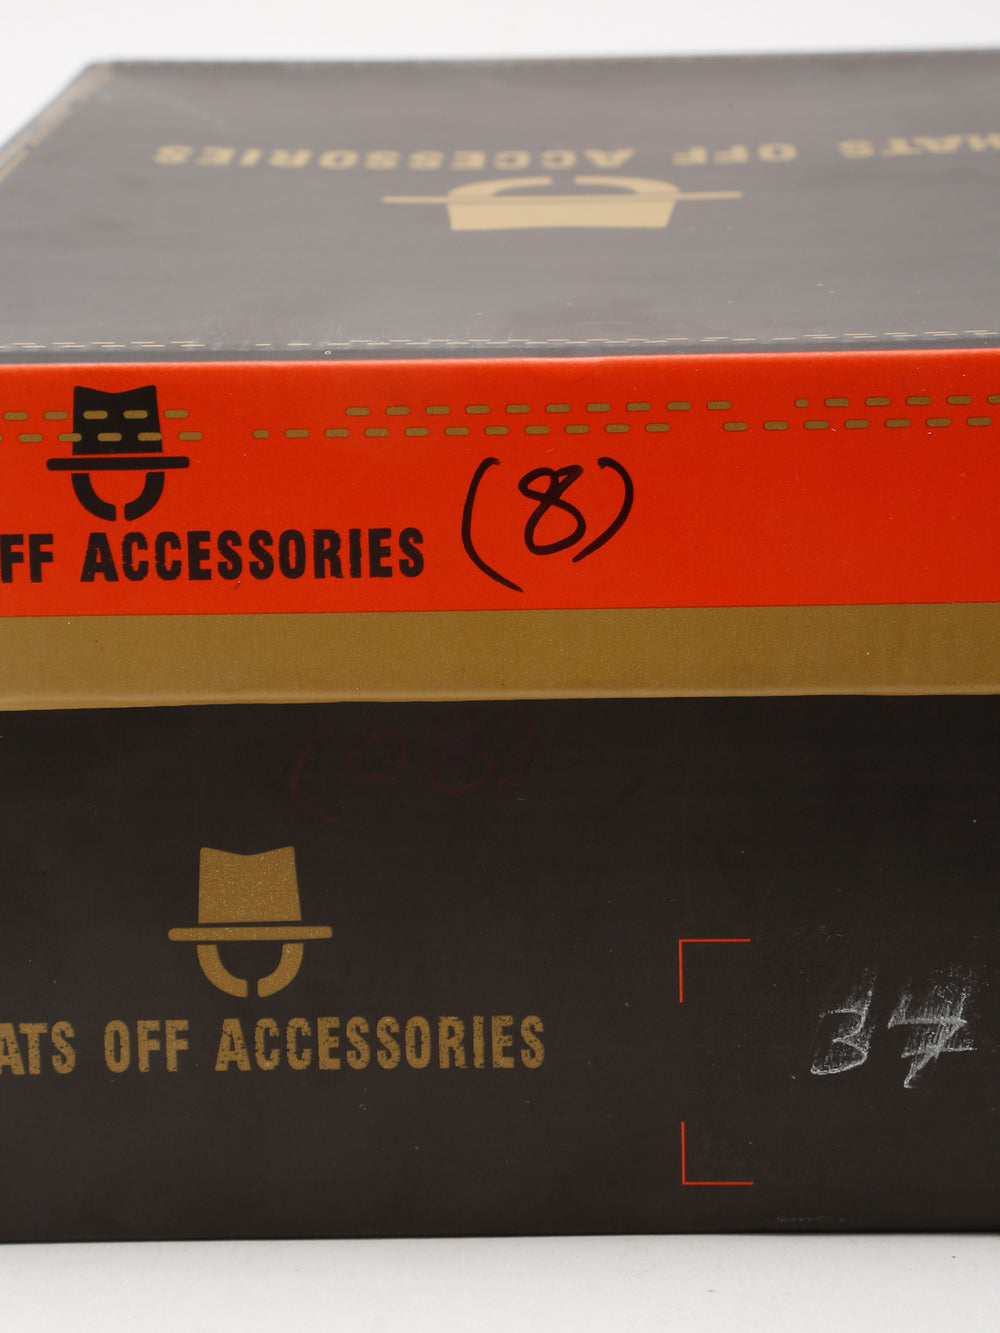 HATS OFF ACCESSORIES
FF ACCESSORIES (8)
ATS OFF ACCESSORIES
37